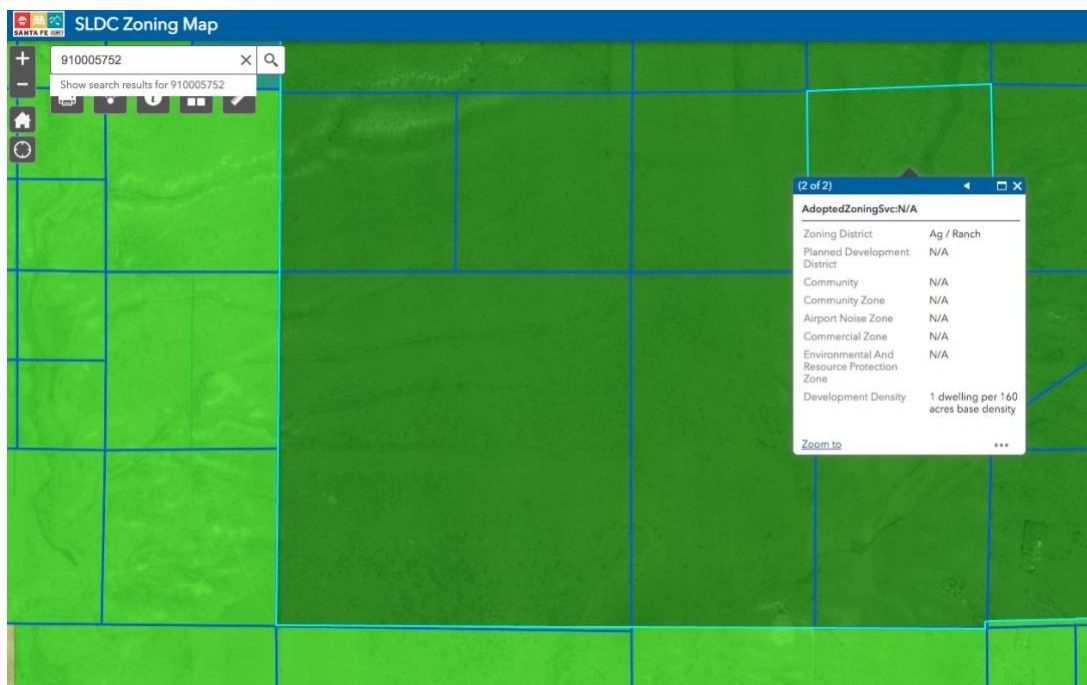 SANTA FE
SLDC Zoning Map
+
910005752
Show search results for 910005752
−
(2 of 2)
AdoptedZoningSvc:N/A
Zoning District Ag / Ranch
Planned Development N/A
District
Community N/A
Community Zone N/A
Airport Noise Zone N/A
Commercial Zone N/A
Environmental And N/A
Resource Protection
Zone
Development Density 1 dwelling per 160
acres base density
Zoom to